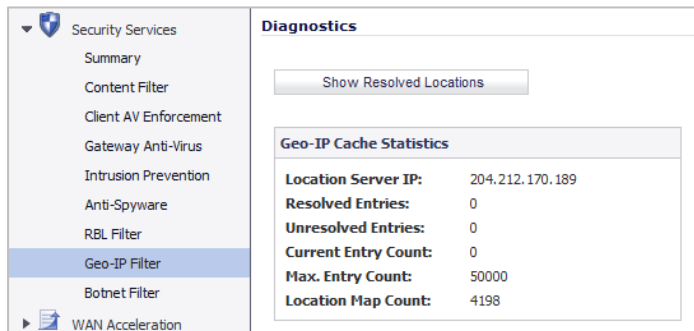 Security Services
Summary
Content Filter
Client AV Enforcement
Gateway Anti-Virus
Intrusion Prevention
Anti-Spyware
RBL Filter
Geo-IP Filter
Botnet Filter
WAN Acceleration
Diagnostics
Show Resolved Locations
Geo-IP Cache Statistics
Location Server IP: 204.212.170.189
Resolved Entries: 0
Unresolved Entries: 0
Current Entry Count: 0
Max. Entry Count: 50000
Location Map Count: 4198